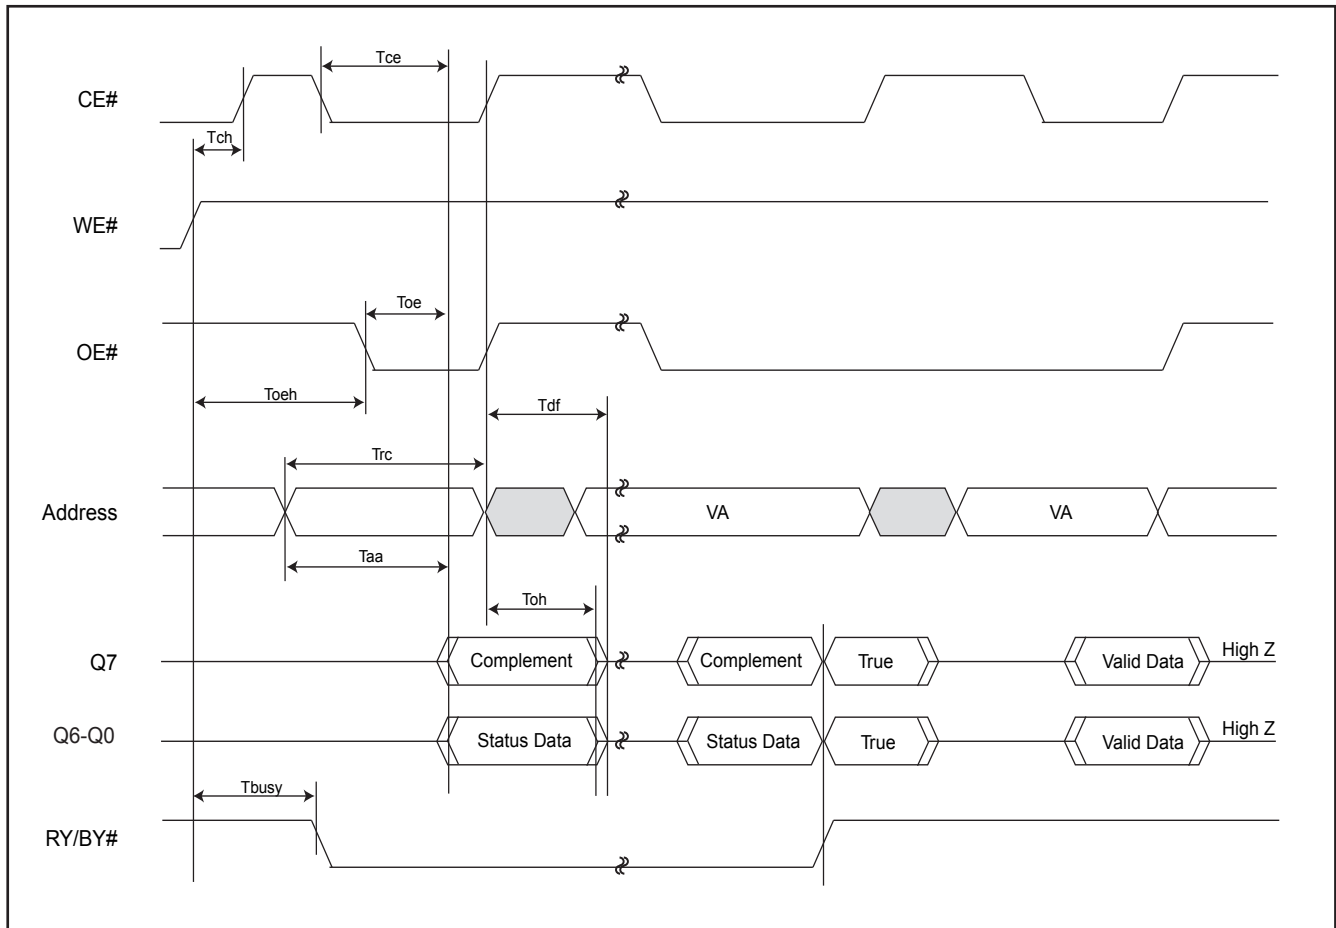 Tce
CE#
Tch
WE#
Toe
OE#
Toeh
Tdf
Trc
Address
VA
VA
Taa
Toh
Q7
Complement
Complement
True
Valid Data
High Z
Q6-Q0
Status Data
Status Data
True
Valid Data
High Z
Tbusy
RY/BY#